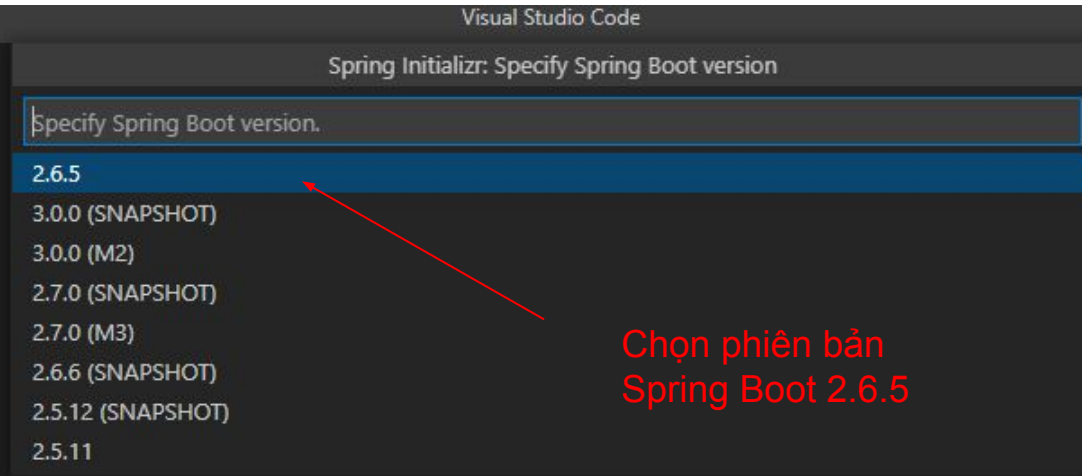 Visual Studio Code
Spring Initializr: Specify Spring Boot version
Specify Spring Boot version.
2.6.5
3.0.0 (SNAPSHOT)
3.0.0 (M2)
2.7.0 (SNAPSHOT)
2.7.0 (M3)
2.6.6 (SNAPSHOT)
2.5.12 (SNAPSHOT)
2.5.11
Chọn phiên bản
Spring Boot 2.6.5